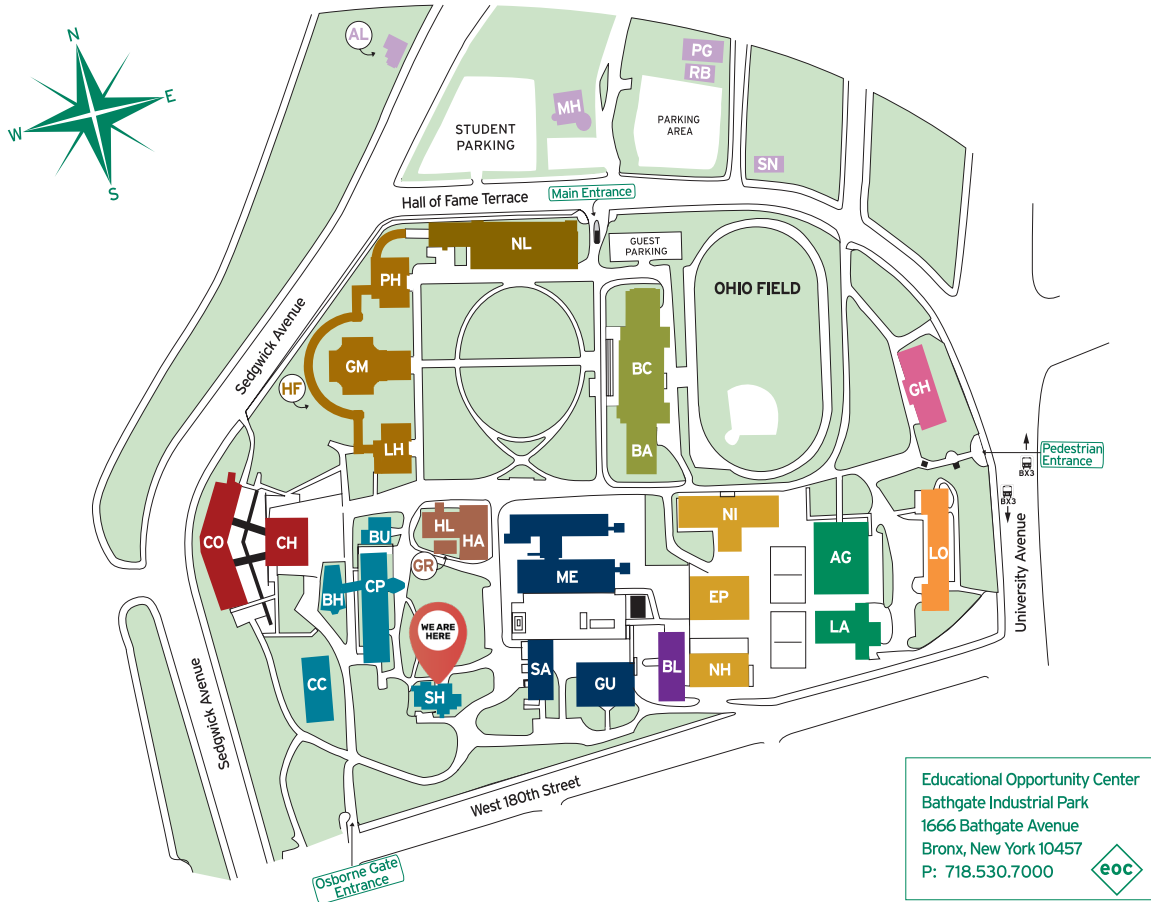 N
E
W
S
AL
PG
RB
MH
STUDENT
PARKING
PARKING
AREA
SN
Main Entrance
Hall of Fame Terrace
NL
GUEST
PARKING
PH
OHIO FIELD
Sedgwick Avenue
GM
BC
HF
GH
LH
BA
Pedestrian
Entrance
BX3
BX3
CO
CH
BU
HL
HA
GR
NI
AG
LO
ME
CP
BH
EP
University Avenue
LA
WE ARE
HERE
CC
SH
SA
GU
BL
NH
Sedgwick Avenue
West 180th Street
Osborne Gate
Entrance
Educational Opportunity Center
Bathgate Industrial Park
1666 Bathgate Avenue
Bronx, New York 10457
P: 718.530.7000
eoc